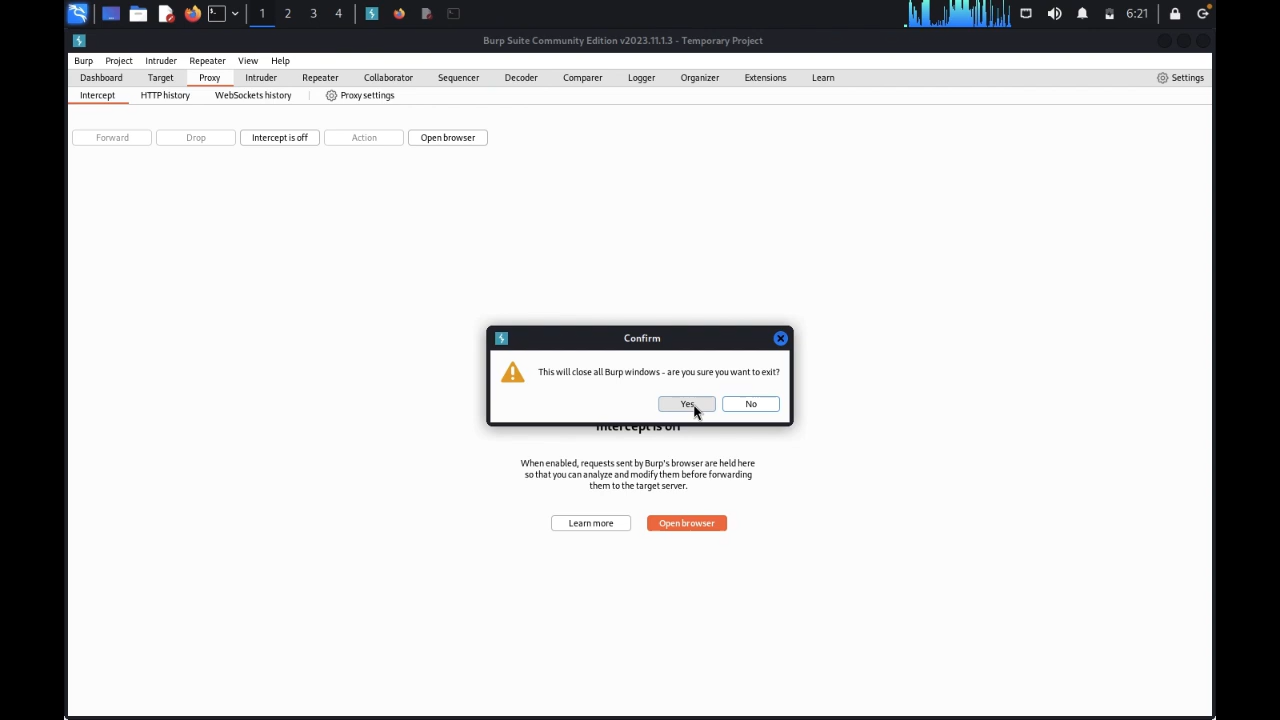 1 2 3 4 6:21
Burp Suite Community Edition v2023.11.1.3 - Temporary Project
Burp Project Intruder Repeater View Help
Dashboard Target Proxy Intruder Repeater Collaborator Sequencer Decoder Comparer Logger Organizer Extensions Learn Settings
Intercept HTTP history WebSockets history Proxy settings
Forward Drop Intercept is off Action Open browser
Confirm
This will close all Burp windows - are you sure you want to exit?
Yes No
Intercept is off
When enabled, requests sent by Burp's browser are held here
so that you can analyze and modify them before forwarding
them to the target server.
Learn more Open browser